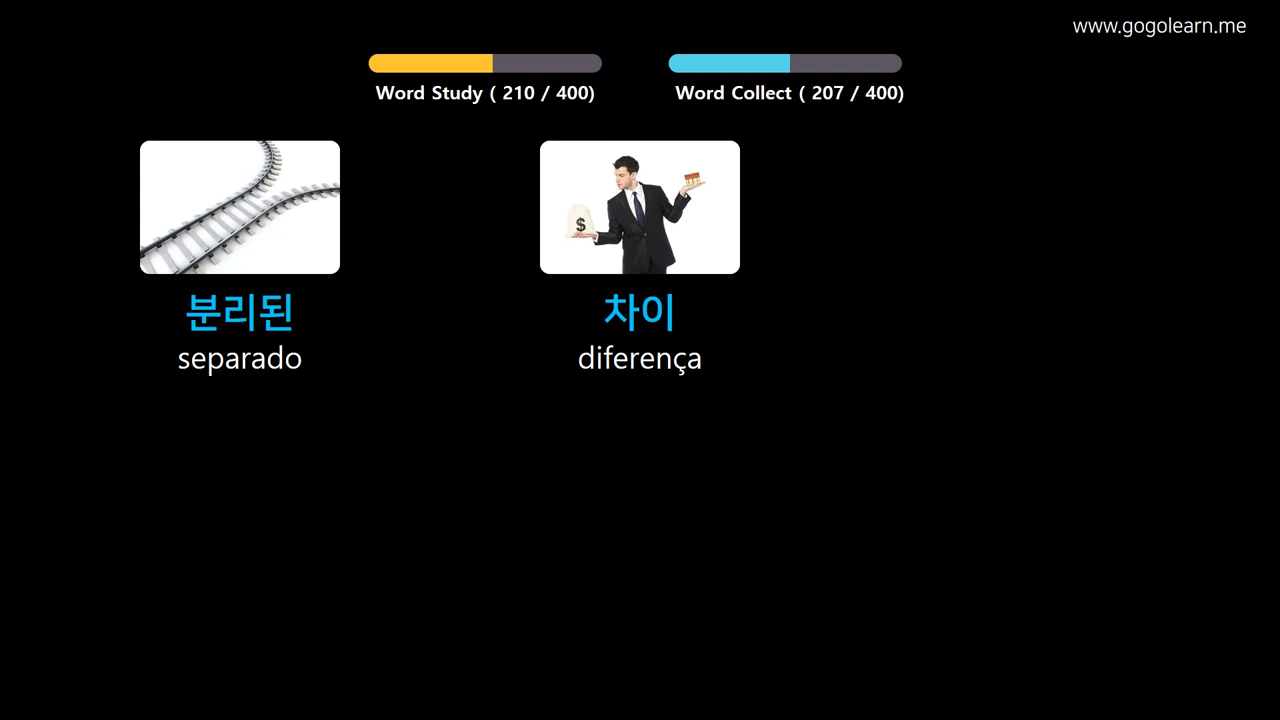 www.gogolearn.me
Word Study ( 210 / 400)
Word Collect ( 207 / 400)
$
분리된
separado
차이
diferença